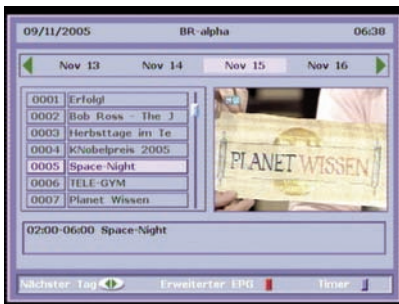 09/11/2005 BR-alpha 06:38
Nov 13 Nov 14 Nov 15 Nov 16
0001 Erfolg!
0002 Bob Ross - The J
0003 Herbsttage im Te
0004 KNobelpreis 2005
0005 Space-Night
0006 TELE-GYM
0007 Planet Wissen
PLANET WISSEN
02:00-06:00 Space-Night
Nächster Tag Erweiterter EPG Timer